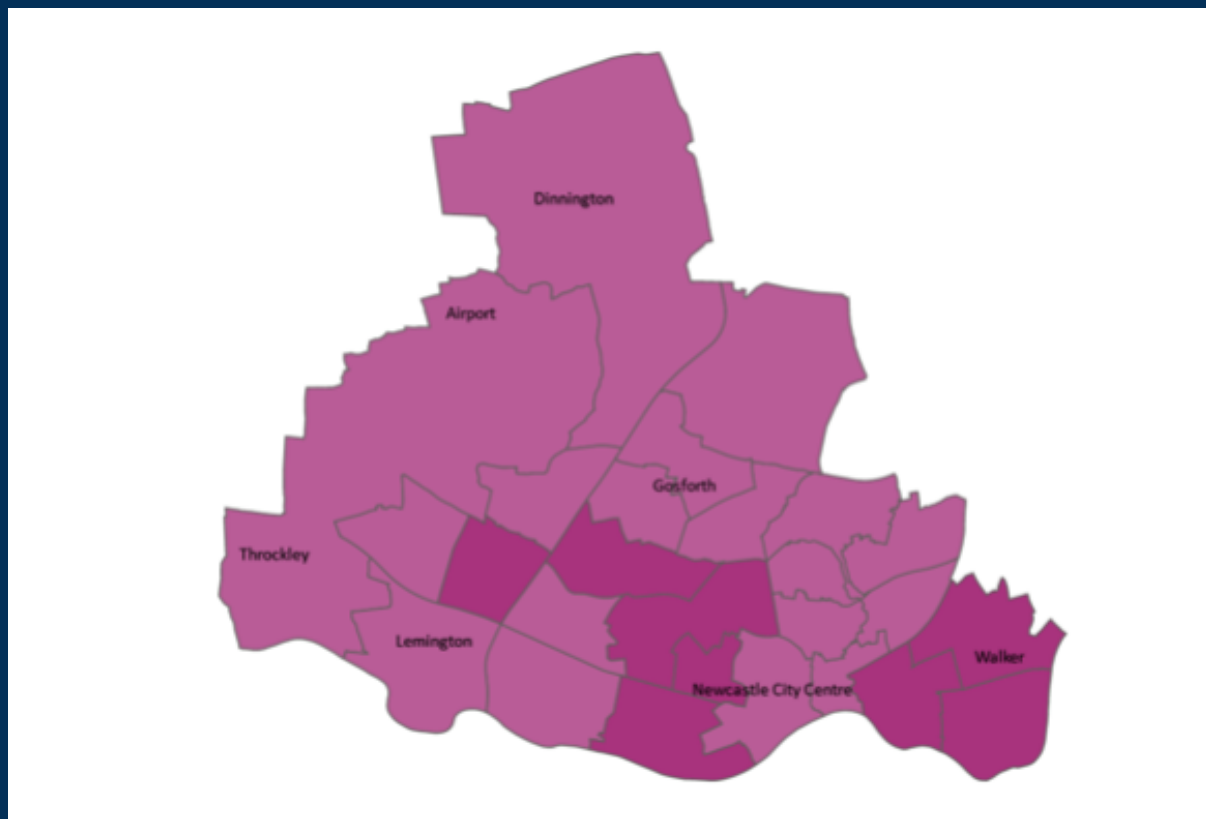 Dinnington
Airport
Gosforth
Throckley
Lemington
Walker
Newcastle City Centre